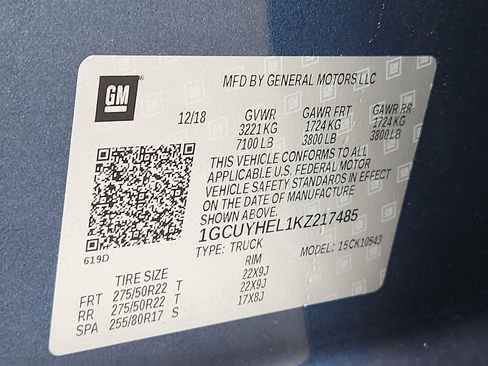 GM
MFD BY GENERAL MOTORS LLC
12/18 GVWR GAWR FRT GAWR RR
3221 KG 1724 KG 1724 KG
7100 LB 3800 LB 3800 LB
THIS VEHICLE CONFORMS TO ALL
APPLICABLE U.S. FEDERAL MOTOR
VEHICLE SAFETY STANDARDS IN EFFECT
ON THE DATE OF MANUFACTURE
SHOWN ABOVE.
1GCUYHEL1KZ217485
TYPE: TRUCK MODEL: 15CK10543
619D
TIRE SIZE RIM
FRT 275/50R22 T 22X9J
RR 275/50R22 T 22X9J
SPA 255/80R17 S 17X8J